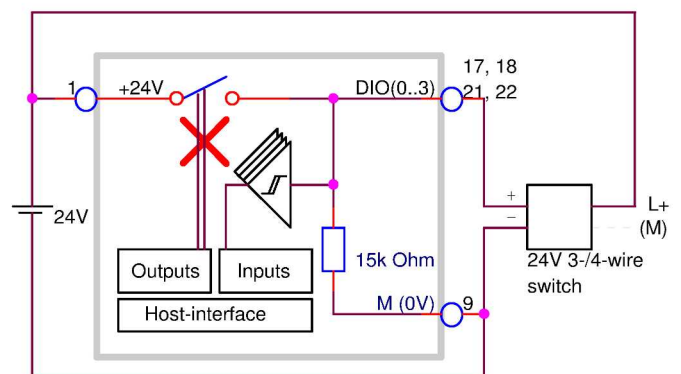 17, 18
1
+24V
DIO(0..3)
21, 22
24V
+
−
L+
(M)
24V 3-/4-wire
switch
Outputs
Inputs
15k Ohm
Host-interface
M (0V)
9